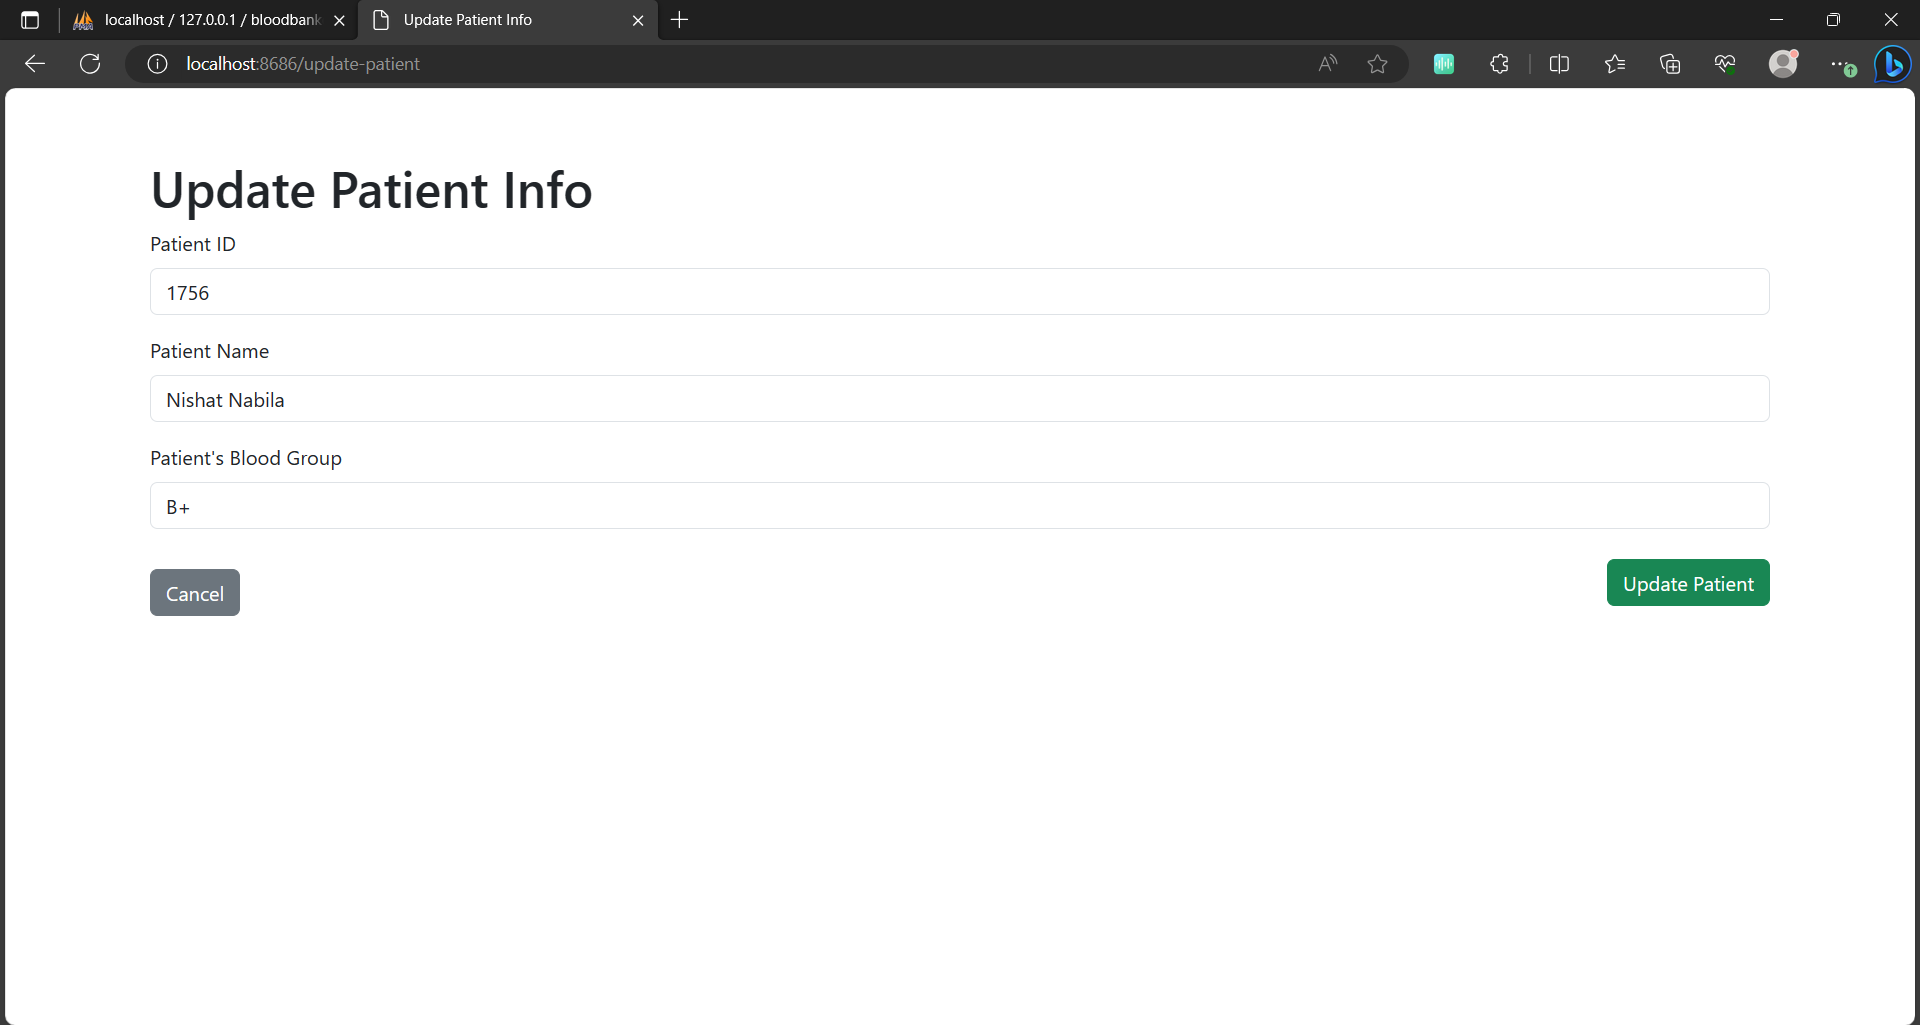 localhost / 127.0.0.1 / bloodbank
Update Patient Info
localhost:8686/update-patient
Update Patient Info
Patient ID
1756
Patient Name
Nishat Nabila
Patient's Blood Group
B+
Cancel
Update Patient